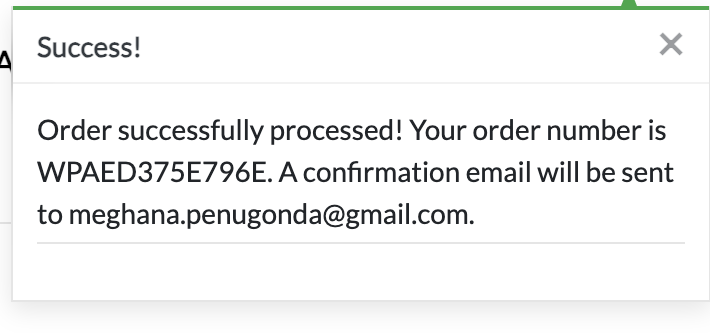 Success!
Order successfully processed! Your order number is
WPAED375E796E. A confirmation email will be sent
to meghana.penugonda@gmail.com.